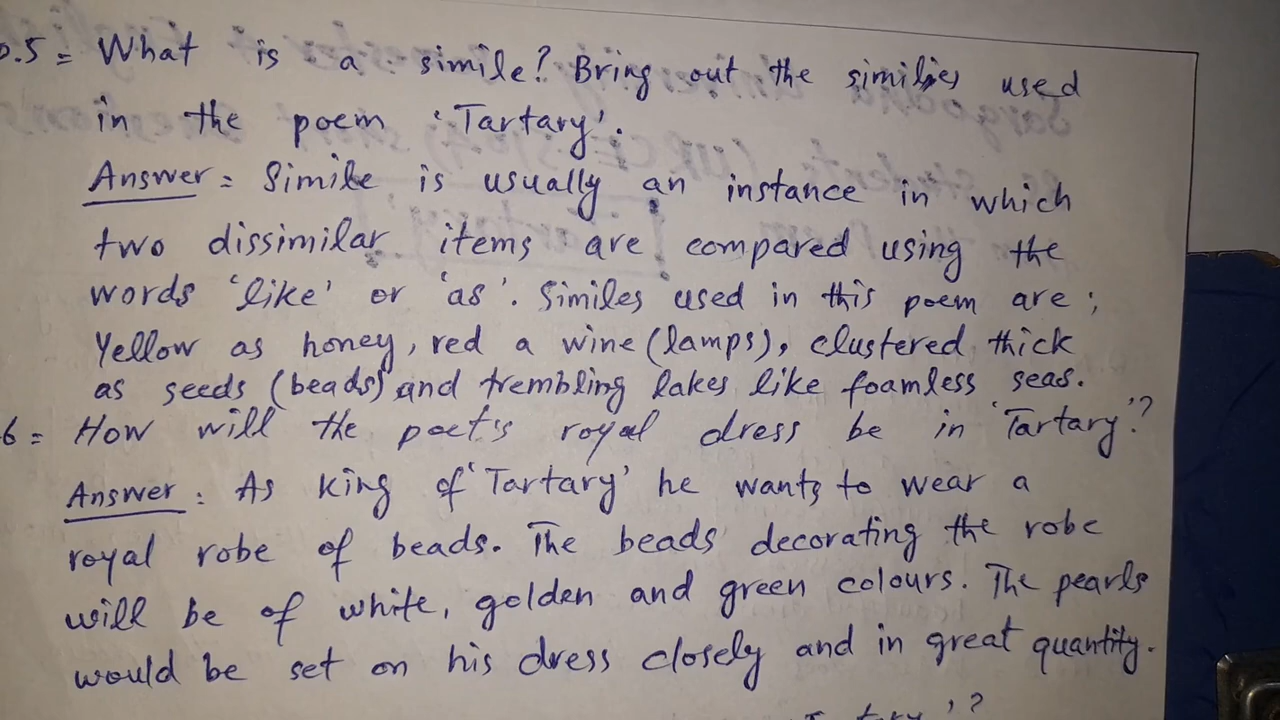 .5 = What is a simile? Bring out the similies used
in the poem 'Tartary'.
Answer = Simile is usually an instance in which
two dissimilar items are compared using the
words 'like' or 'as'. Similes used in this poem are;
Yellow as honey, red a wine (lamps), clustered thick
as seeds (beads) and trembling lakes like foamless seas.
6 = How will the poet's royal dress be in 'Tartary'?
Answer : As King of 'Tartary' he wants to wear a
royal robe of beads. The beads decorating the robe
will be of white, golden and green colours. The pearls
would be set on his dress closely and in great quantity.